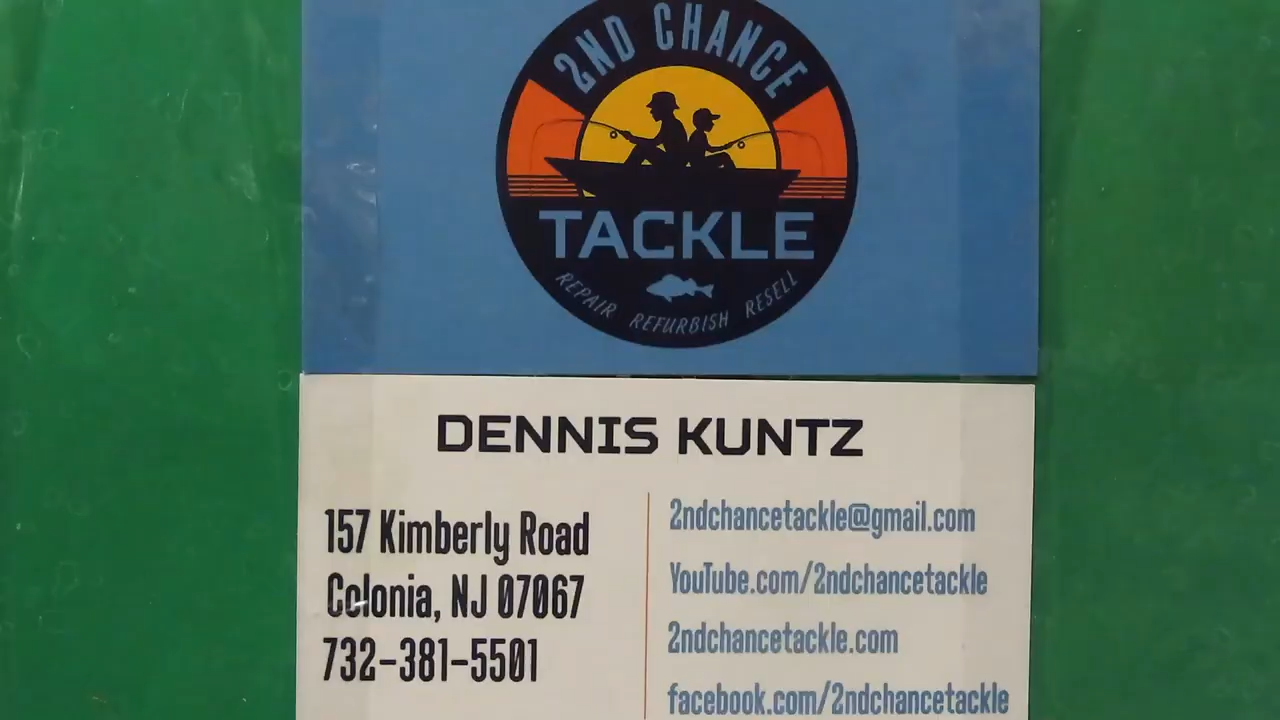 2ND CHANCE
TACKLE
REPAIR REFURBISH RESELL
DENNIS KUNTZ
157 Kimberly Road
Colonia, NJ 07067
732-381-5501
2ndchancetackle@gmail.com
YouTube.com/2ndchancetackle
2ndchancetackle.com
facebook.com/2ndchancetackle